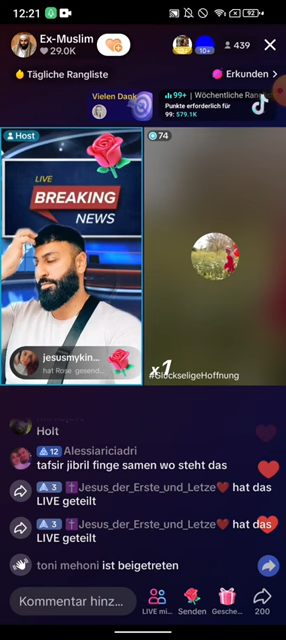 12:21
92
Ex-Muslim
29.0K
439
Tägliche Rangliste
Erkunden >
Vielen Dank
99+ | Wöchentliche Rang
Punkte erforderlich für
99: 579.1K
Host
74
LIVE
BREAKING
NEWS
jesusmykin...
hat Rose gesend...
x1
#GlückseligeHoffnung
Hoit
12 Alessiariciadri
tafsir jibril finge samen wo steht das
3 Jesus_der_Erste_und_Letze hat das
LIVE geteilt
3 Jesus_der_Erste_und_Letze hat das
LIVE geteilt
toni mehoni ist beigetreten
Kommentar hinz...
LIVE mi...
Senden
Gesche...
200